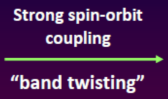 Strong spin-orbit
coupling
“band twisting”